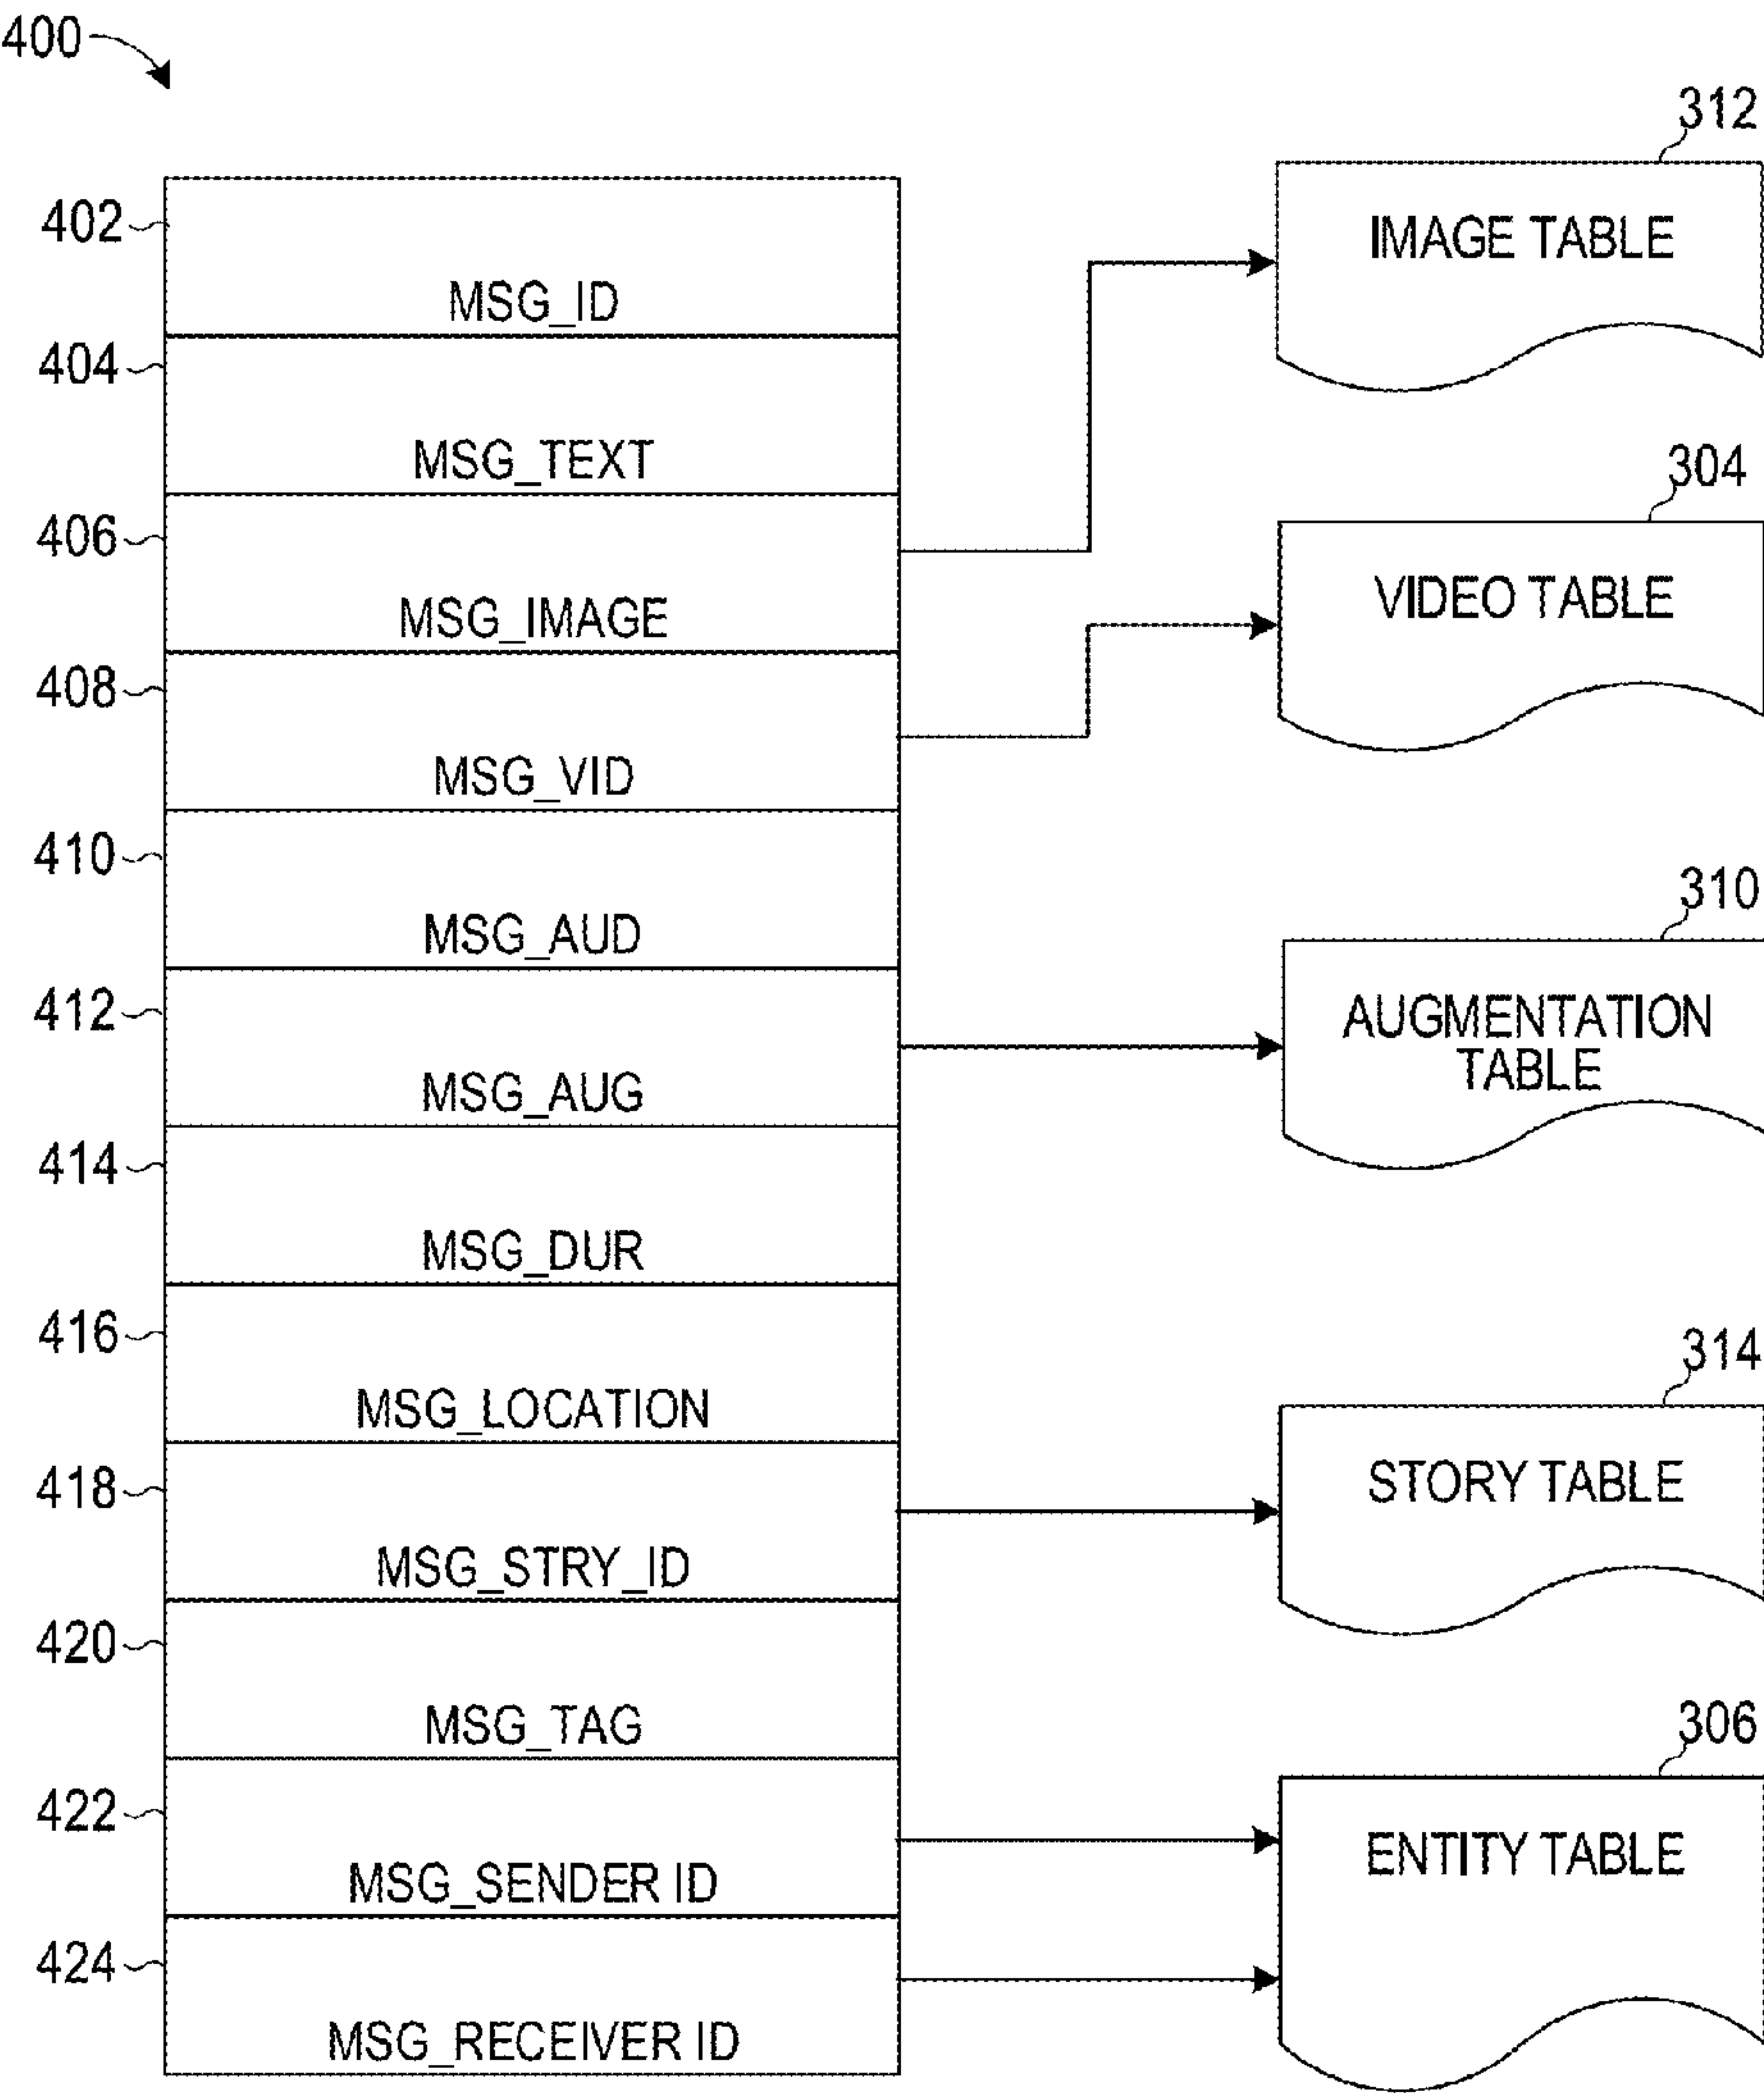 400
402
MSG_ID
404
MSG_TEXT
406
MSG_IMAGE
408
MSG_VID
410
MSG_AUD
412
MSG_AUG
414
MSG_DUR
416
MSG_LOCATION
418
MSG_STRY_ID
420
MSG_TAG
422
MSG_SENDER ID
424
MSG_RECEIVER ID
312
IMAGE TABLE
304
VIDEO TABLE
310
AUGMENTATION
TABLE
314
STORY TABLE
306
ENTITY TABLE